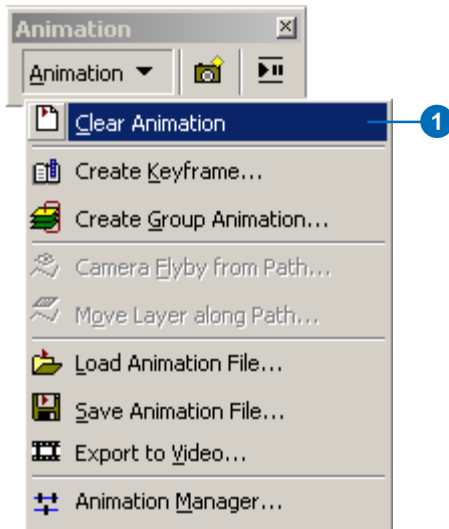 Animation
Animation
Clear Animation
1
Create Keyframe...
Create Group Animation...
Camera Flyby from Path...
Move Layer along Path...
Load Animation File...
Save Animation File...
Export to Video...
Animation Manager...